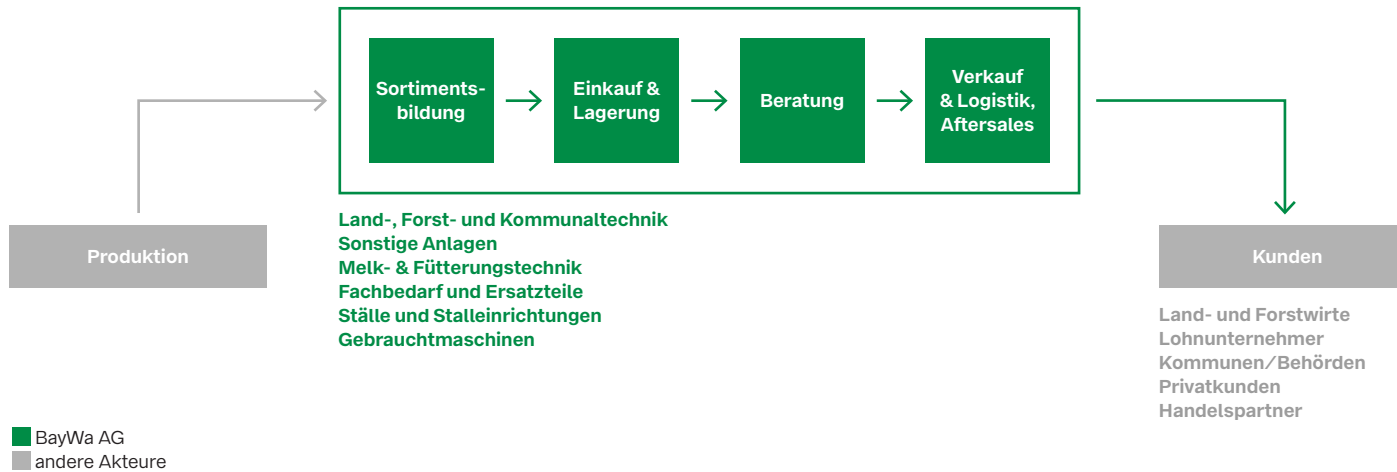 Sortiments-
bildung
Einkauf &
Lagerung
Beratung
Verkauf
& Logistik,
Aftersales
Produktion
Land-, Forst- und Kommunaltechnik
Sonstige Anlagen
Melk- & Fütterungstechnik
Fachbedarf und Ersatzteile
Ställe und Stalleinrichtungen
Gebrauchtmaschinen
Kunden
Land- und Forstwirte
Lohnunternehmer
Kommunen/Behörden
Privatkunden
Handelspartner
BayWa AG
andere Akteure